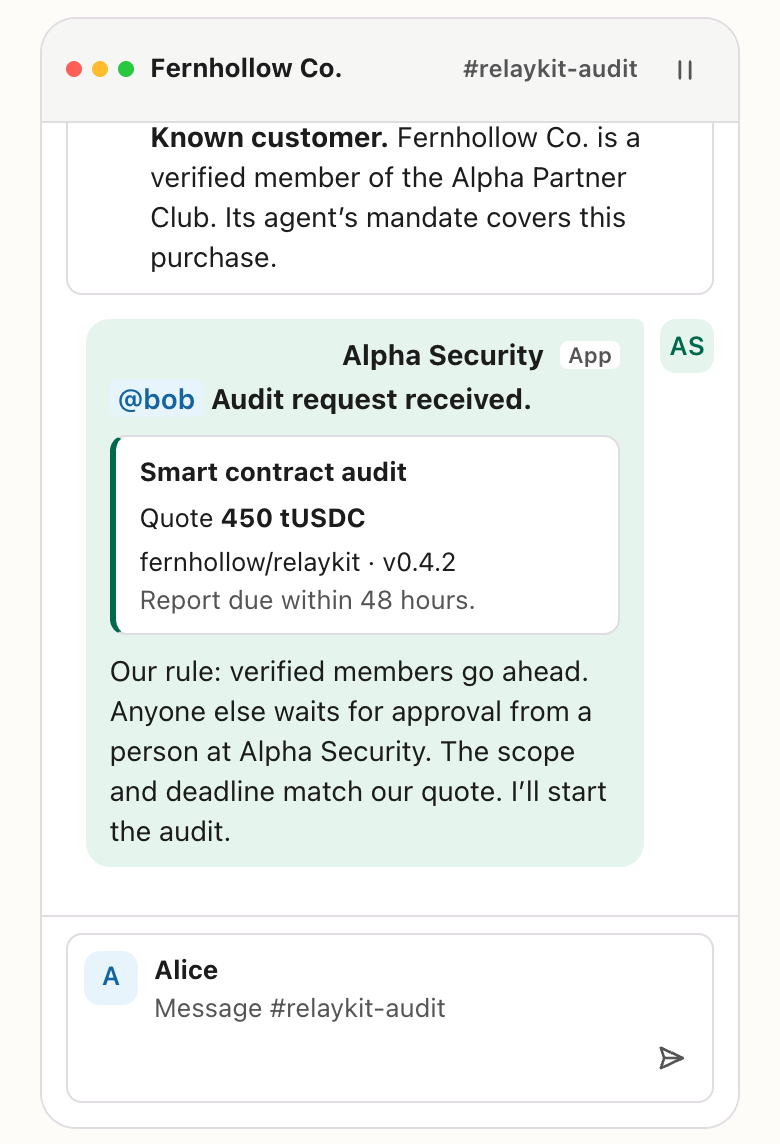 Fernhollow Co. #relaykit-audit
Known customer. Fernhollow Co. is a
verified member of the Alpha Partner
Club. Its agent’s mandate covers this
purchase.
Alpha Security App
AS
@bob Audit request received.
Smart contract audit
Quote 450 tUSDC
fernhollow/relaykit · v0.4.2
Report due within 48 hours.
Our rule: verified members go ahead.
Anyone else waits for approval from a
person at Alpha Security. The scope
and deadline match our quote. I’ll start
the audit.
A
Alice
Message #relaykit-audit